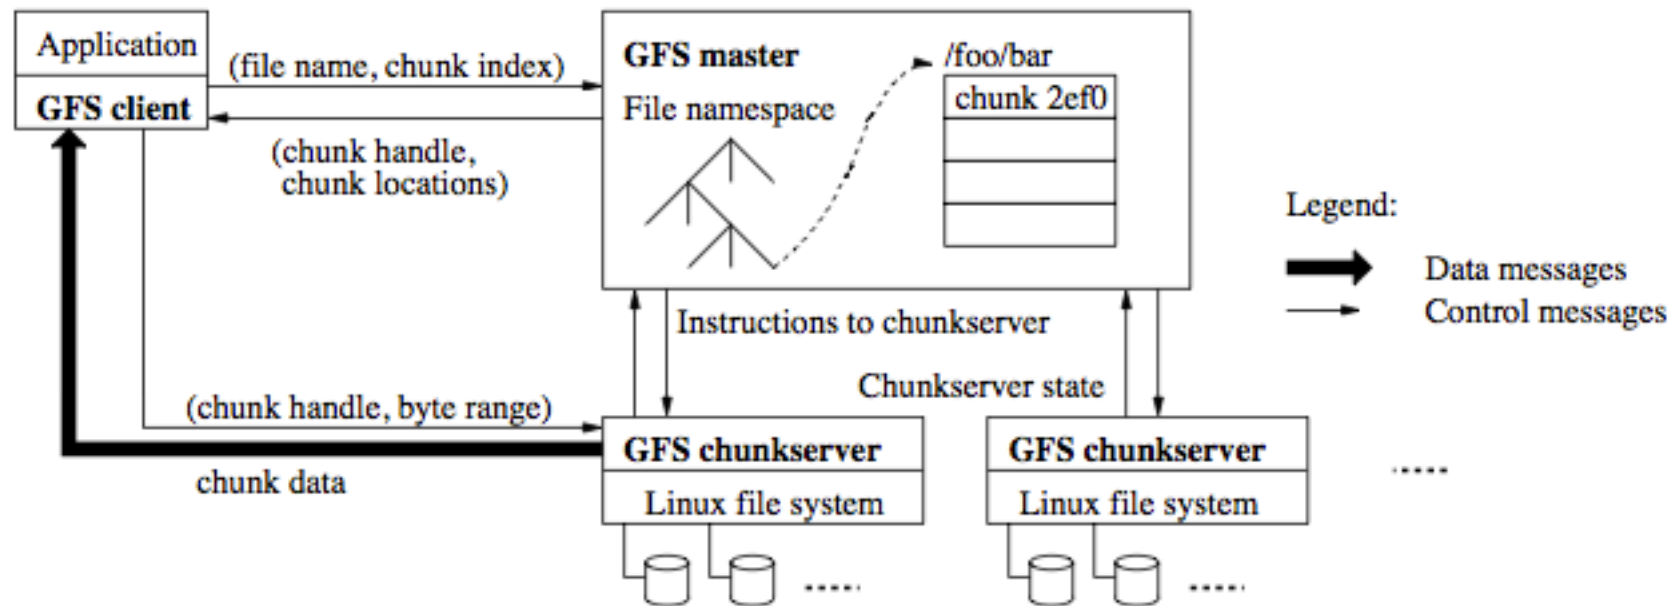 Application
GFS client
(file name, chunk index)
(chunk handle,
chunk locations)
GFS master
File namespace
/foo/bar
chunk 2ef0
Legend:
Data messages
Control messages
Instructions to chunkserver
Chunkserver state
(chunk handle, byte range)
chunk data
GFS chunkserver
Linux file system
GFS chunkserver
Linux file system